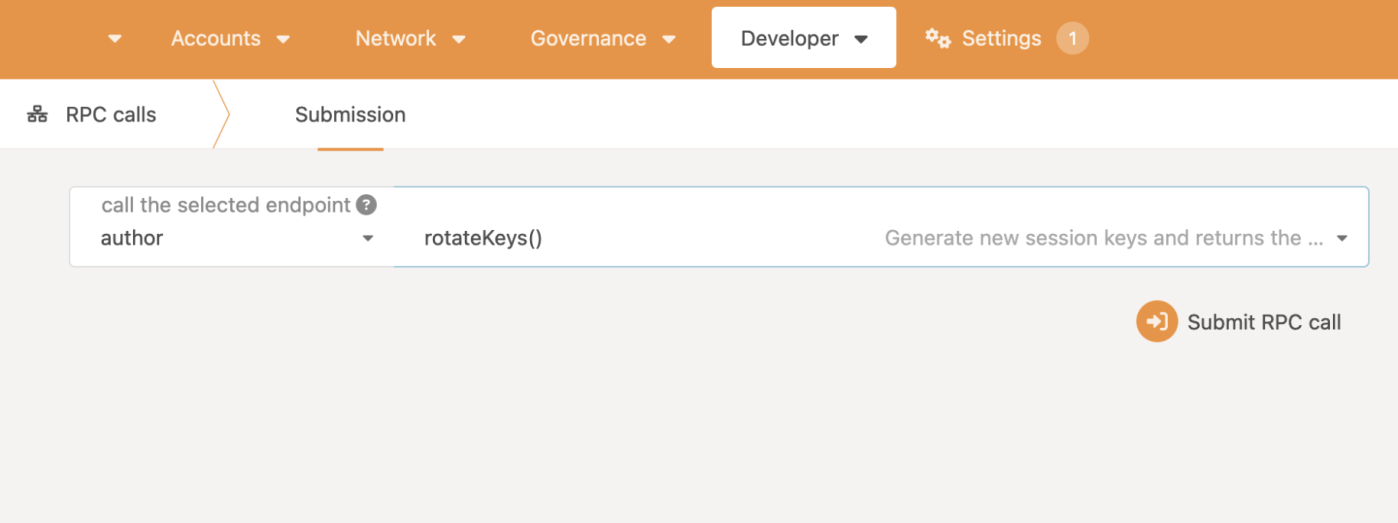 Accounts Network Governance Developer Settings 1
RPC calls Submission
call the selected endpoint ?
author rotateKeys() Generate new session keys and returns the ...
Submit RPC call